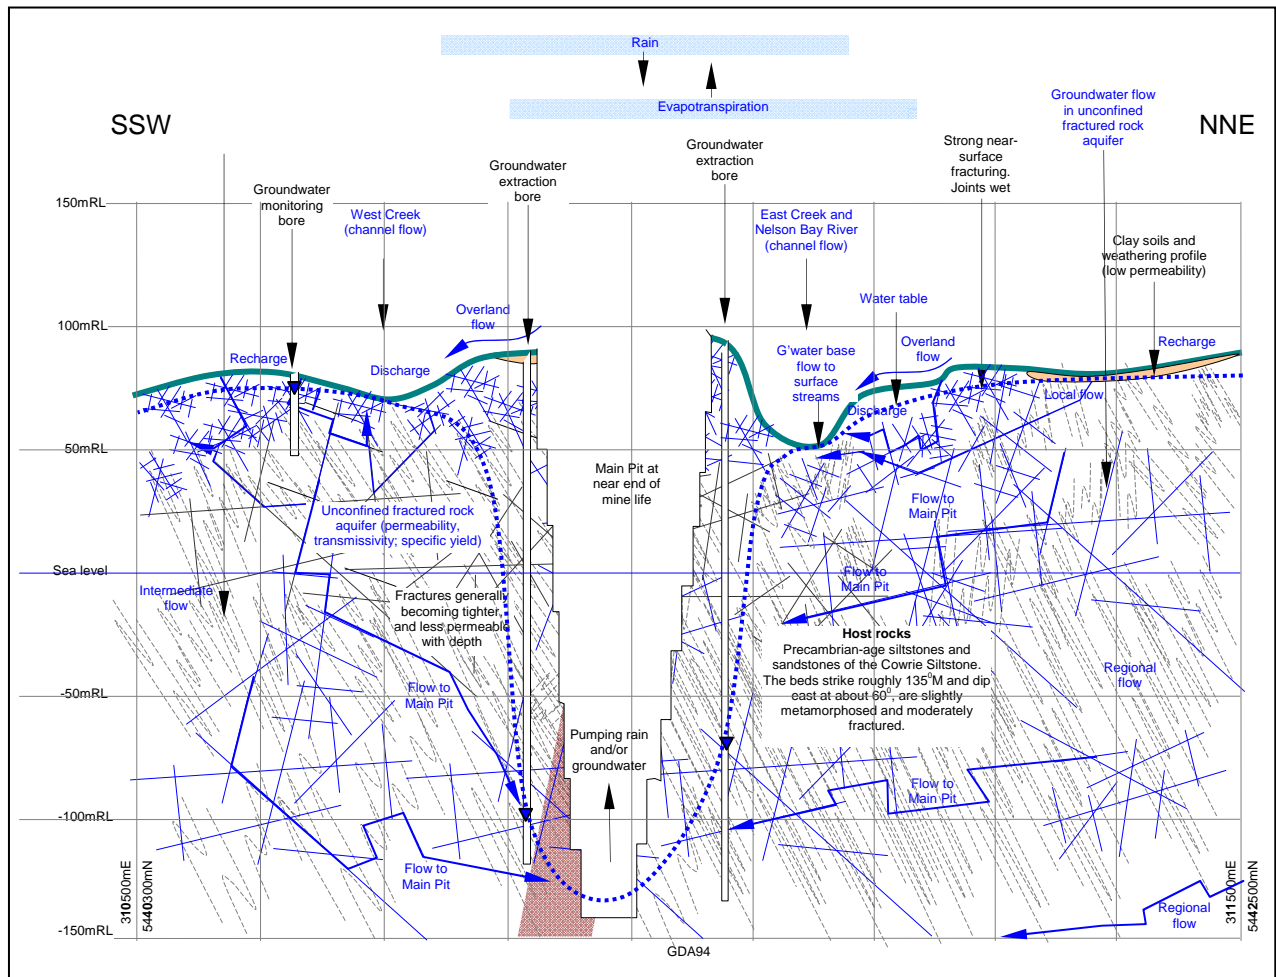 Rain
Evapotranspiration
SSW
NNE
Groundwater
monitoring
bore
West Creek
(channel flow)
Groundwater
extraction
bore
Groundwater
extraction
bore
East Creek and
Nelson Bay River
(channel flow)
Strong near-
surface
fracturing.
Joints wet
Groundwater flow
in unconfined
fractured rock
aquifer
Clay soils and
weathering profile
(low permeability)
150mRL
100mRL
50mRL
Sea level
-50mRL
-100mRL
-150mRL
Overland
flow
Recharge
Discharge
Water table
G'water base
flow to
surface
streams
Overland
flow
Discharge
Recharge
Local flow
Main Pit at
near end of
mine life
Unconfined fractured rock
aquifer (permeability,
transmissivity; specific yield)
Flow to
Main Pit
Flow to
Main Pit
Intermediate
flow
Fractures generally
becoming tighter,
and less permeable
with depth
Host rocks
Precambrian-age siltstones and
sandstones of the Cowrie Siltstone.
The beds strike roughly 135⁰M and dip
east at about 60⁰, are slightly
metamorphosed and moderately
fractured.
Regional
flow
Flow to
Main Pit
Pumping rain
and/or
groundwater
Flow to
Main Pit
Flow to
Main Pit
Regional
flow
310500mE
5440300mN
311500mE
5442500mN
GDA94